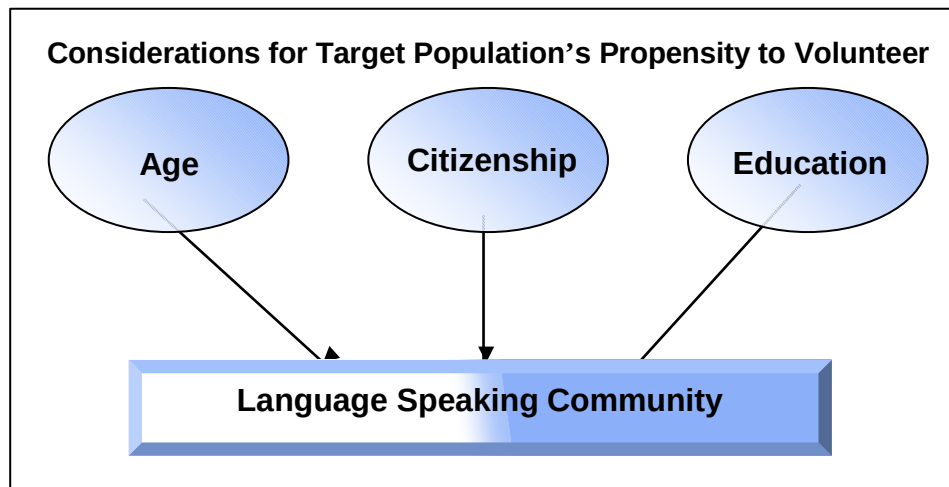 Considerations for Target Population’s Propensity to Volunteer
Age
Citizenship
Education
Language Speaking Community